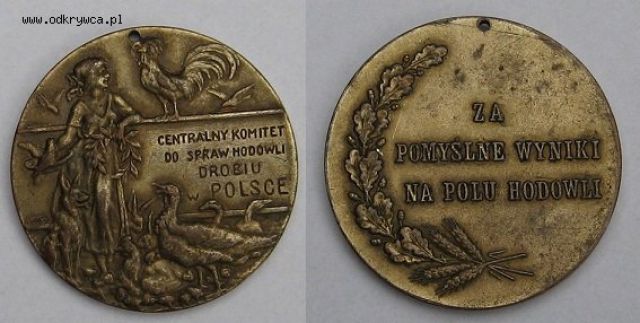 www.odkrywca.pl
CENTRALNY KOMITET
DO SPRAW HODOWLI
DROBIU
W POLSCE
ZA
POMYŚLNE WYNIKI
NA POLU HODOWLI